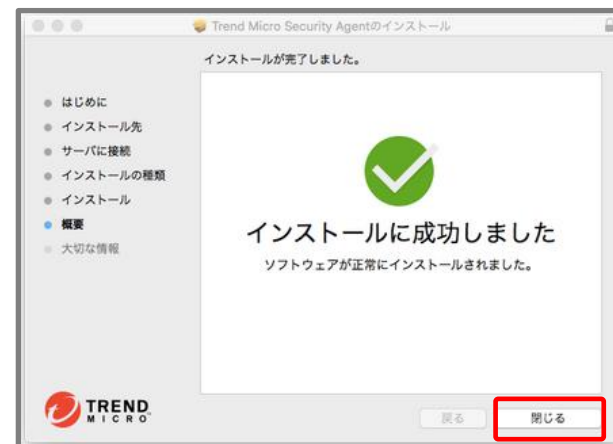 Trend Micro Security Agentのインストール
インストールが完了しました。
はじめに
インストール先
サーバに接続
インストールの種類
インストール
概要
大切な情報
インストールに成功しました
ソフトウェアが正常にインストールされました。
TREND
MICRO
戻る
閉じる